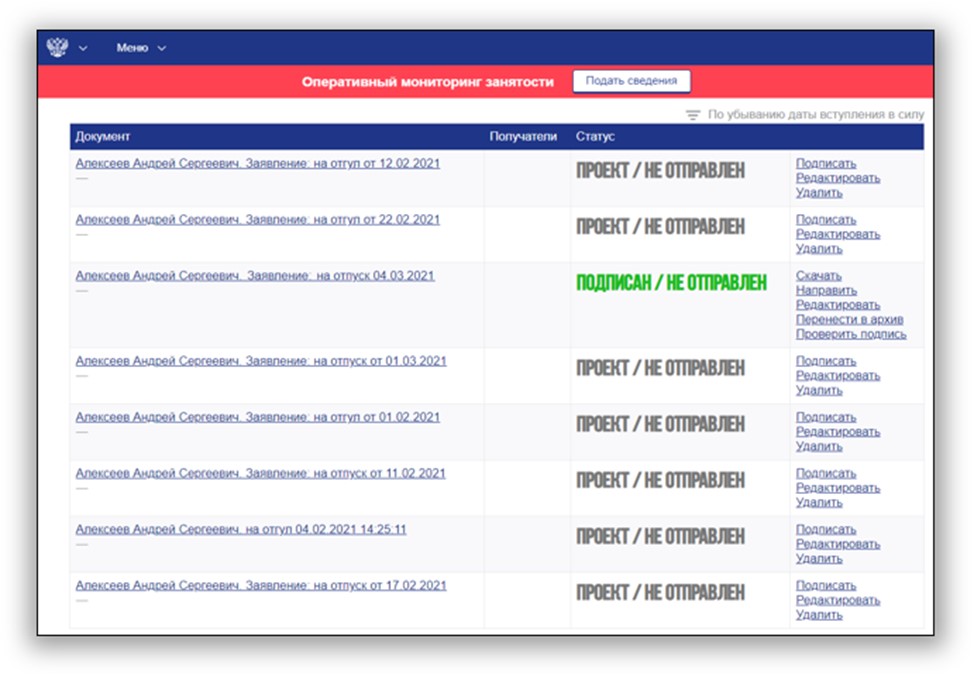 Меню
Оперативный мониторинг занятости Подать сведения
По убыванию даты вступления в силу
Документ Получатели Статус
Алексеев Андрей Сергеевич. Заявление: на отгул от 12.02.2021 ПРОЕКТ / НЕ ОТПРАВЛЕН Подписать
— Редактировать
Удалить
Алексеев Андрей Сергеевич. Заявление: на отгул от 22.02.2021 ПРОЕКТ / НЕ ОТПРАВЛЕН Подписать
— Редактировать
Удалить
Алексеев Андрей Сергеевич. Заявление: на отпуск 04.03.2021 ПОДПИСАН / НЕ ОТПРАВЛЕН Скачать
— Направить
Редактировать
Перенести в архив
Проверить подпись
Алексеев Андрей Сергеевич. Заявление: на отпуск от 01.03.2021 ПРОЕКТ / НЕ ОТПРАВЛЕН Подписать
— Редактировать
Удалить
Алексеев Андрей Сергеевич. Заявление: на отгул от 01.02.2021 ПРОЕКТ / НЕ ОТПРАВЛЕН Подписать
— Редактировать
Удалить
Алексеев Андрей Сергеевич. Заявление: на отпуск от 11.02.2021 ПРОЕКТ / НЕ ОТПРАВЛЕН Подписать
— Редактировать
Удалить
Алексеев Андрей Сергеевич. на отгул 04.02.2021 14:25:11 ПРОЕКТ / НЕ ОТПРАВЛЕН Подписать
— Редактировать
Удалить
Алексеев Андрей Сергеевич. Заявление: на отпуск от 17.02.2021 ПРОЕКТ / НЕ ОТПРАВЛЕН Подписать
— Редактировать
Удалить